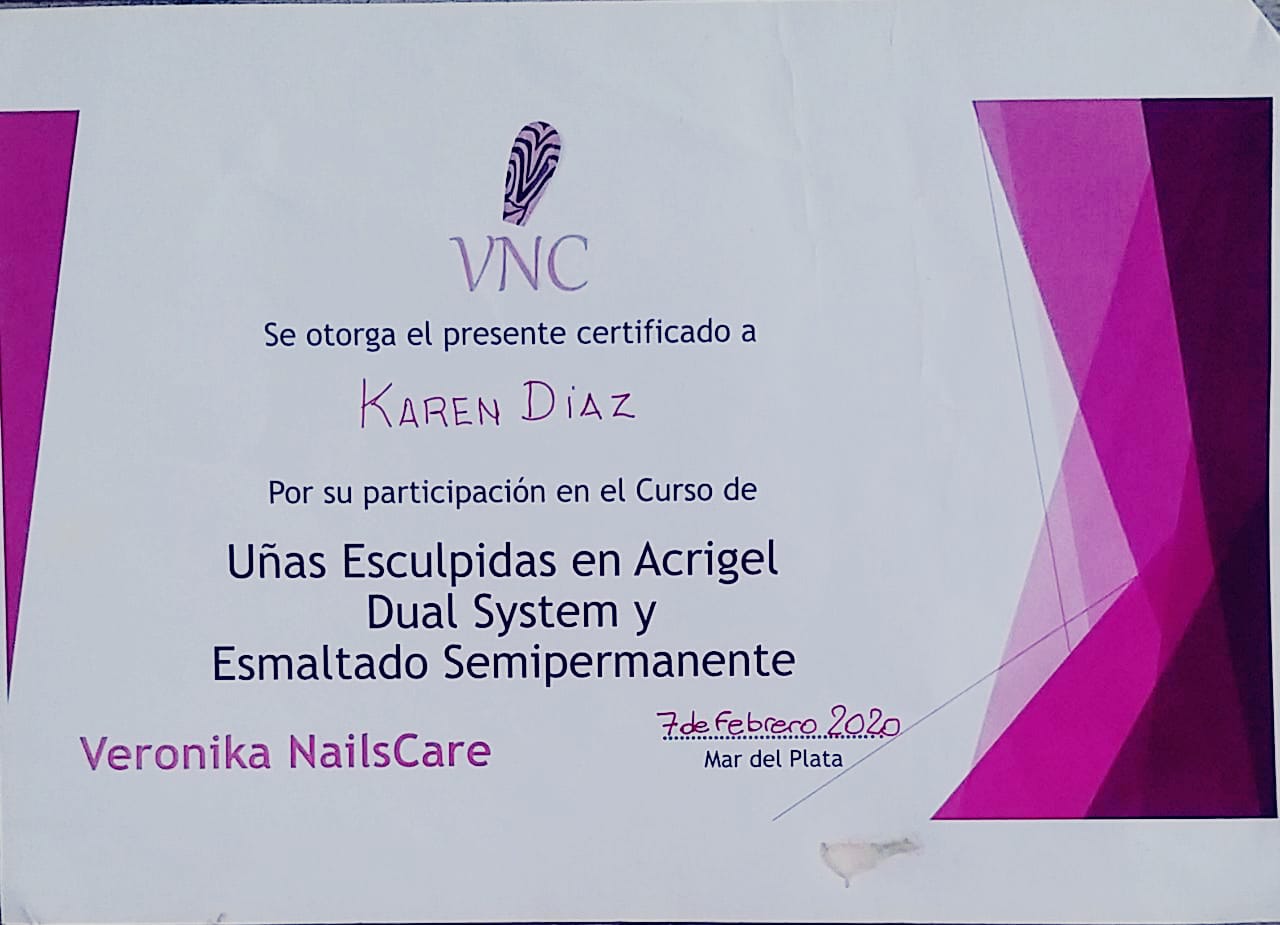 VNC
Se otorga el presente certificado a
KAREN DiAZ
Por su participación en el Curso de
Uñas Esculpidas en Acrigel
Dual System y
Esmaltado Semipermanente
Veronika NailsCare
7 de Febrero 2020
Mar del Plata